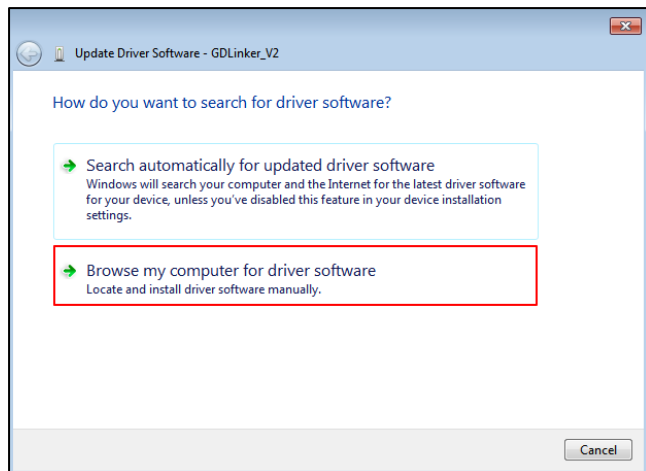 Update Driver Software - GDLinker_V2
How do you want to search for driver software?
Search automatically for updated driver software
Windows will search your computer and the Internet for the latest driver software
for your device, unless you've disabled this feature in your device installation
settings.
Browse my computer for driver software
Locate and install driver software manually.
Cancel